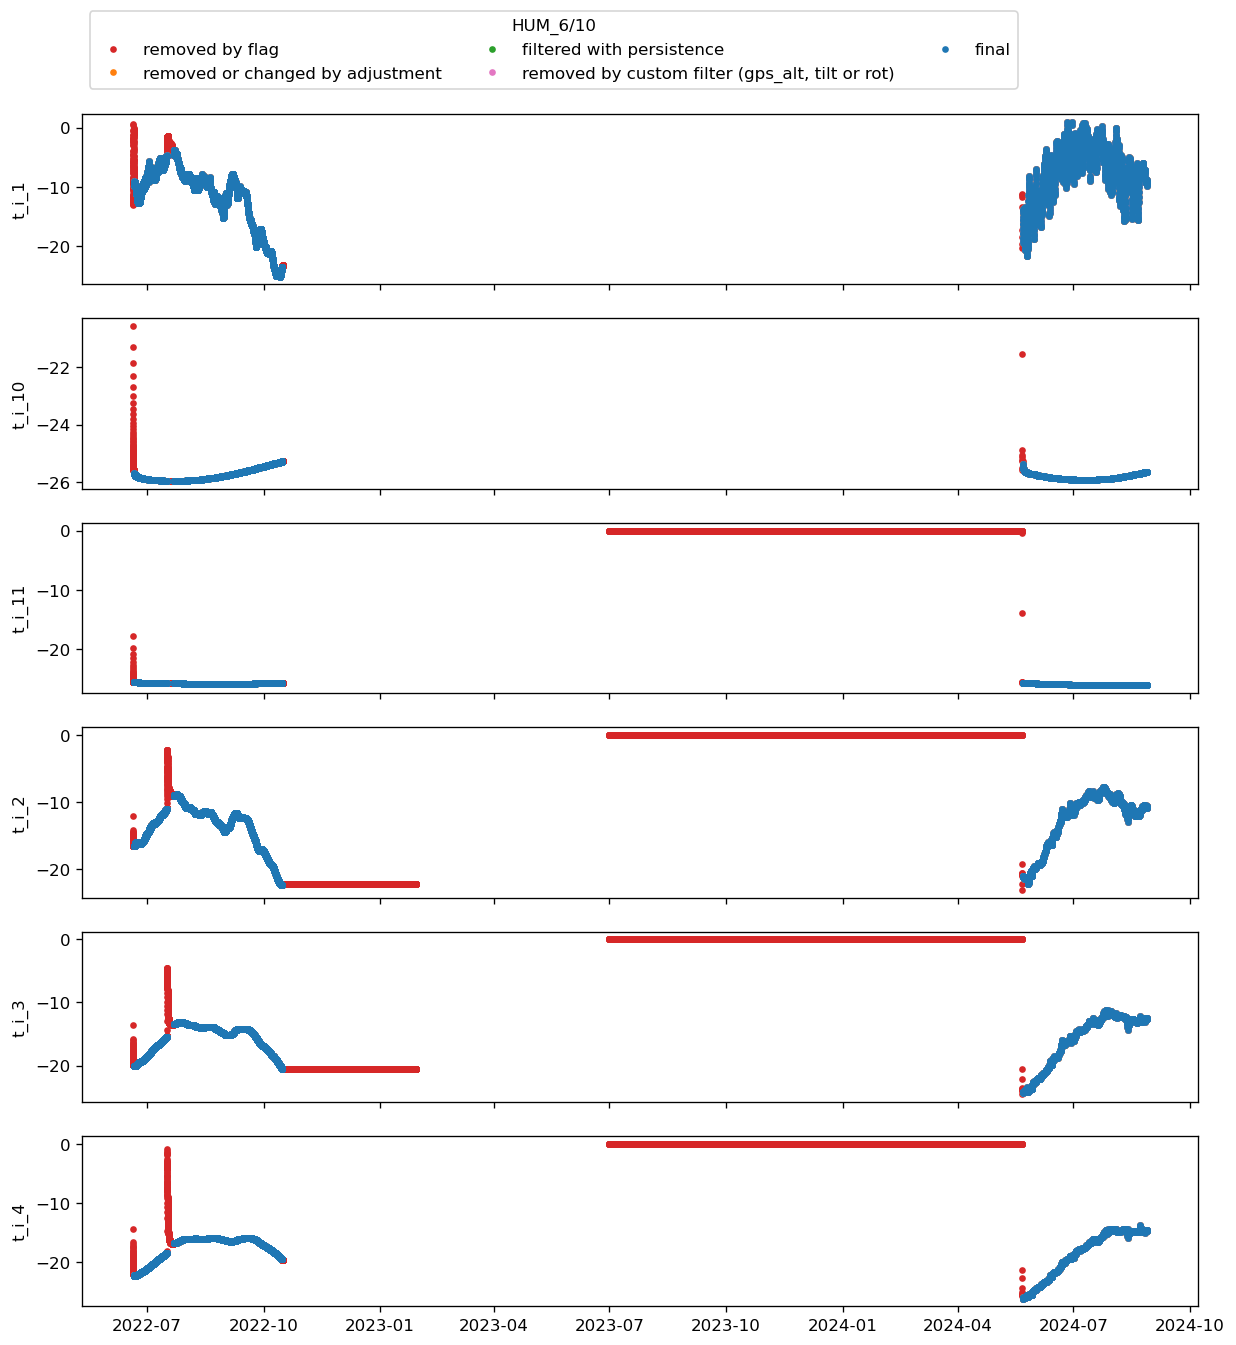 HUM_6/10
removed by flag
filtered with persistence
final
removed or changed by adjustment
removed by custom filter (gps_alt, tilt or rot)
0
−10
−20
t_i_1
−22
−24
−26
t_i_10
0
−10
−20
t_i_11
0
−10
−20
t_i_2
0
−10
−20
t_i_3
0
−10
−20
t_i_4
2022-07 2022-10 2023-01 2023-04 2023-07 2023-10 2024-01 2024-04 2024-07 2024-10